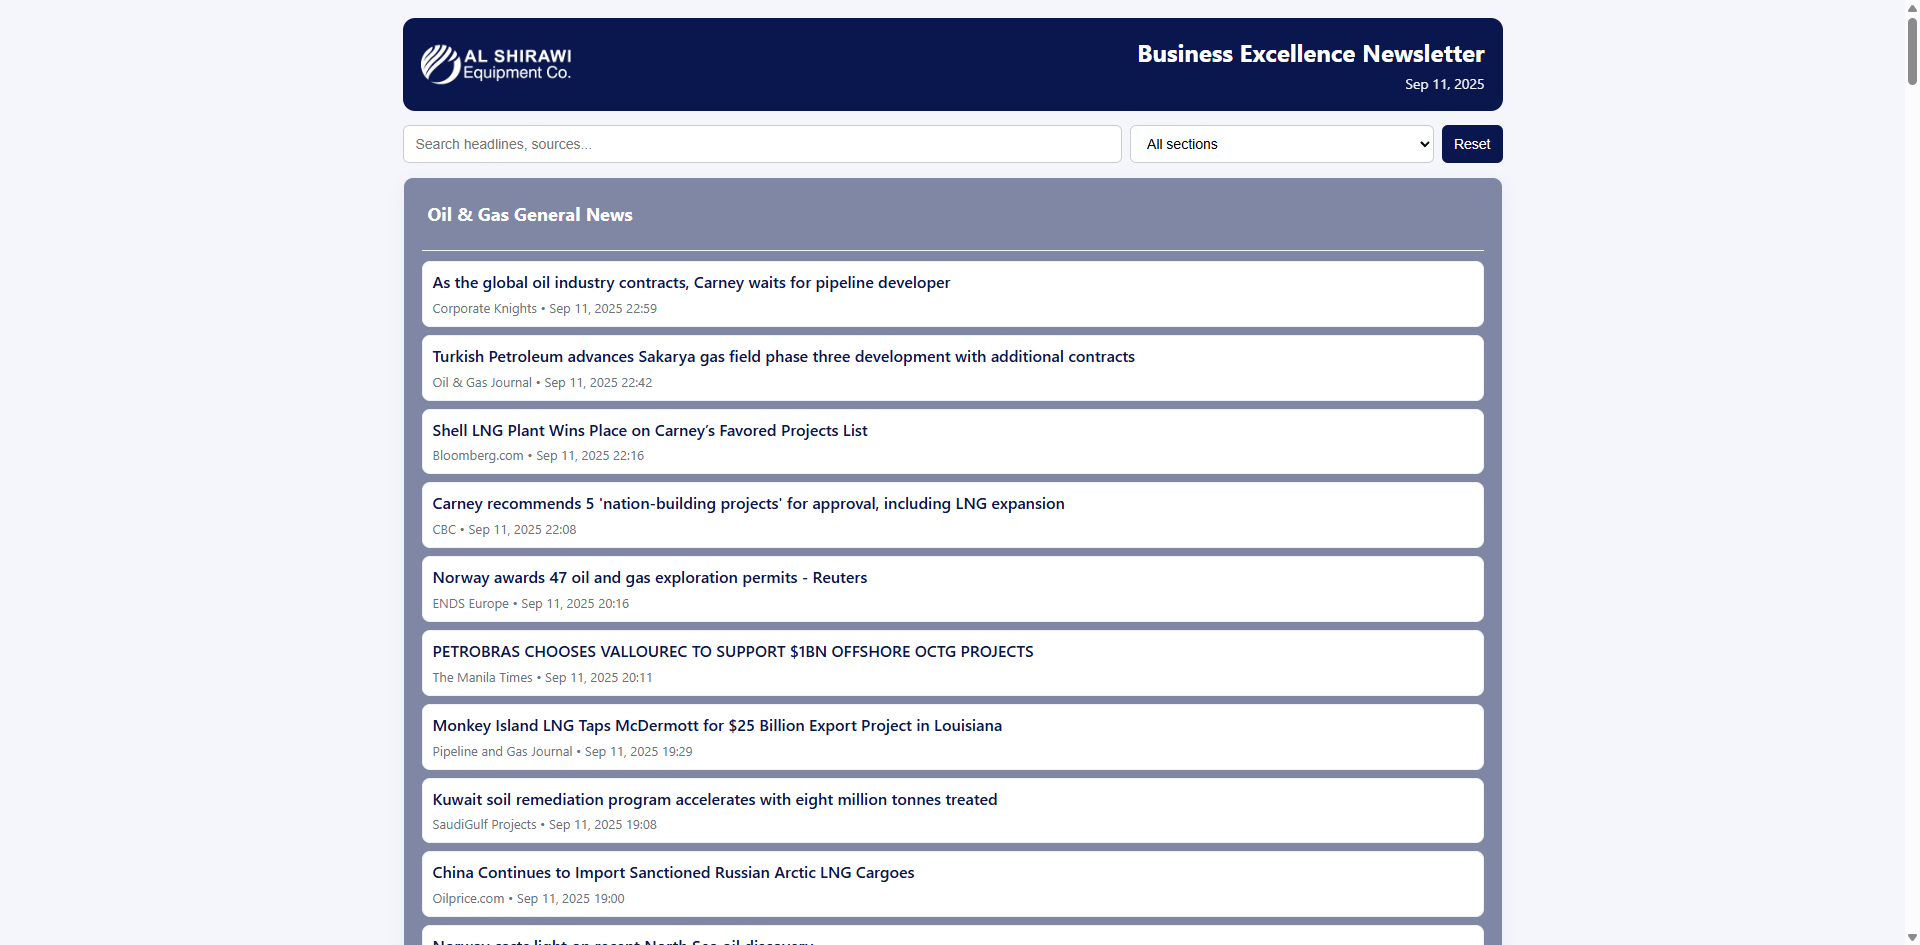 AL SHIRAWI
Equipment Co.
Business Excellence Newsletter
Sep 11, 2025
Search headlines, sources...
All sections
Reset
Oil & Gas General News
As the global oil industry contracts, Carney waits for pipeline developer
Corporate Knights • Sep 11, 2025 22:59
Turkish Petroleum advances Sakarya gas field phase three development with additional contracts
Oil & Gas Journal • Sep 11, 2025 22:42
Shell LNG Plant Wins Place on Carney’s Favored Projects List
Bloomberg.com • Sep 11, 2025 22:16
Carney recommends 5 'nation-building projects' for approval, including LNG expansion
CBC • Sep 11, 2025 22:08
Norway awards 47 oil and gas exploration permits - Reuters
ENDS Europe • Sep 11, 2025 20:16
PETROBRAS CHOOSES VALLOUREC TO SUPPORT $1BN OFFSHORE OCTG PROJECTS
The Manila Times • Sep 11, 2025 20:11
Monkey Island LNG Taps McDermott for $25 Billion Export Project in Louisiana
Pipeline and Gas Journal • Sep 11, 2025 19:29
Kuwait soil remediation program accelerates with eight million tonnes treated
SaudiGulf Projects • Sep 11, 2025 19:08
China Continues to Import Sanctioned Russian Arctic LNG Cargoes
Oilprice.com • Sep 11, 2025 19:00
Norway casts light on recent North Sea oil discovery